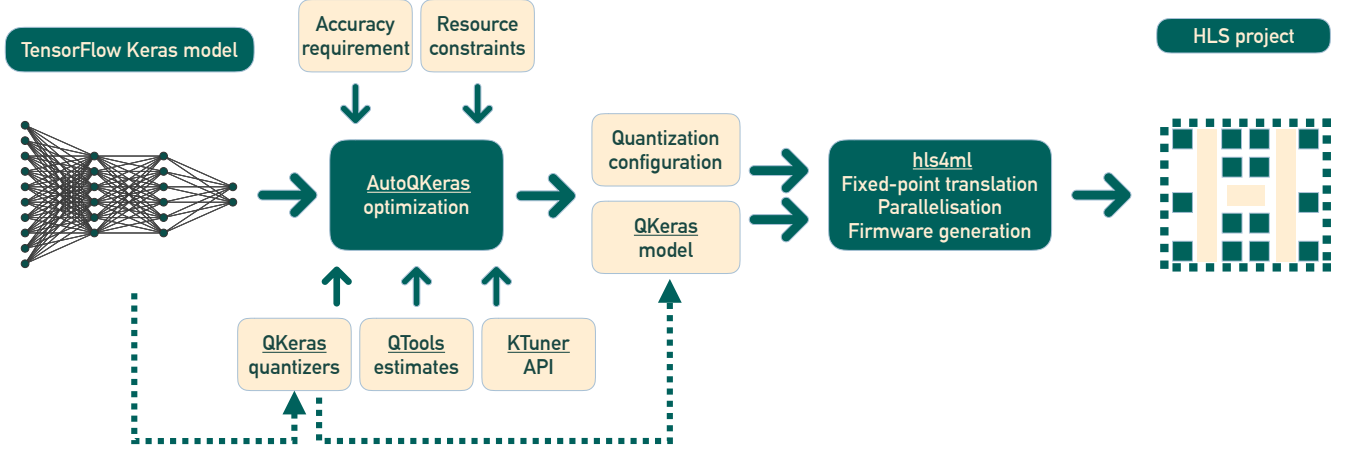 TensorFlow Keras model
Accuracy
requirement
Resource
constraints
HLS project
AutoQKeras
optimization
Quantization
configuration
QKeras
model
hls4ml
Fixed-point translation
Parallelisation
Firmware generation
QKeras
quantizers
QTools
estimates
KTuner
API